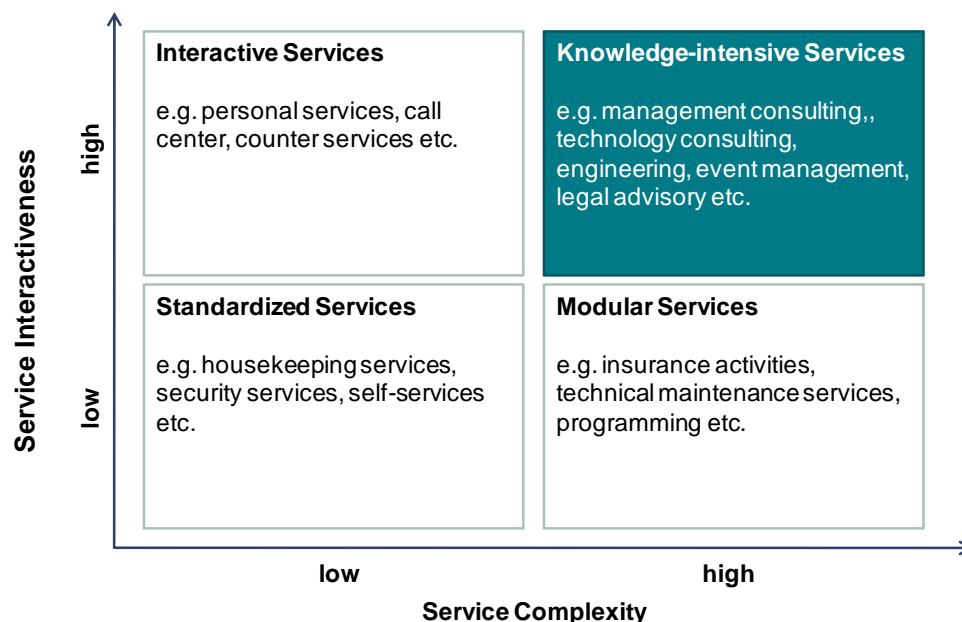 Service Interactiveness
high
low
Interactive Services
e.g. personal services, call
center, counter services etc.
Knowledge-intensive Services
e.g. management consulting,,
technology consulting,
engineering, event management,
legal advisory etc.
Standardized Services
e.g. housekeeping services,
security services, self-services
etc.
Modular Services
e.g. insurance activities,
technical maintenance services,
programming etc.
low
high
Service Complexity